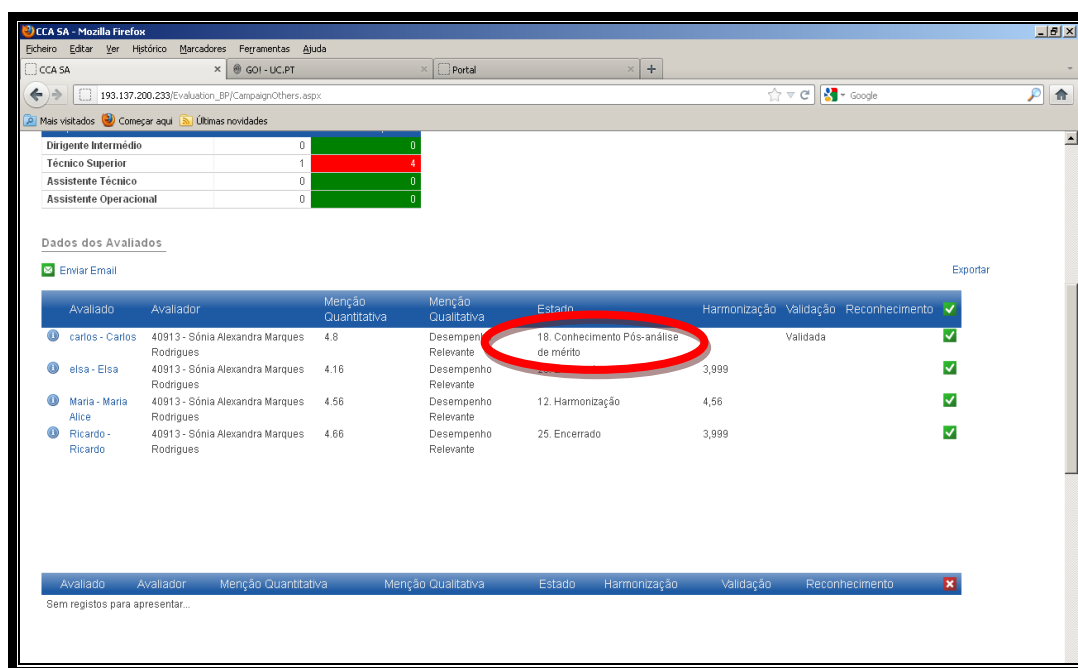 CCA SA - Mozilla Firefox
Ficheiro Editar Ver Histórico Marcadores Ferramentas Ajuda
CCA SA GO! - UC.PT Portal
193.137.200.233/Evaluation_BP/CampaignOthers.aspx Google
Mais visitados Começar aqui Últimas novidades
Dirigente Intermédio 0 0
Técnico Superior 1 4
Assistente Técnico 0 0
Assistente Operacional 0 0
Dados dos Avaliados
Enviar Email Exportar
Avaliado Avaliador Menção Quantitativa Menção Qualitativa Estado Harmonização Validação Reconhecimento
carlos - Carlos 40913 - Sónia Alexandra Marques 4.8 Desempenho 18. Conhecimento Pós-análise Validada
Rodrigues Relevante de mérito
elsa - Elsa 40913 - Sónia Alexandra Marques 4.16 Desempenho 3,999
Rodrigues Relevante
Maria - Maria 40913 - Sónia Alexandra Marques 4.56 Desempenho 12. Harmonização 4,56
Alice Rodrigues Relevante
Ricardo - 40913 - Sónia Alexandra Marques 4.66 Desempenho 25. Encerrado 3,999
Ricardo Rodrigues Relevante
Avaliado Avaliador Menção Quantitativa Menção Qualitativa Estado Harmonização Validação Reconhecimento
Sem registos para apresentar...